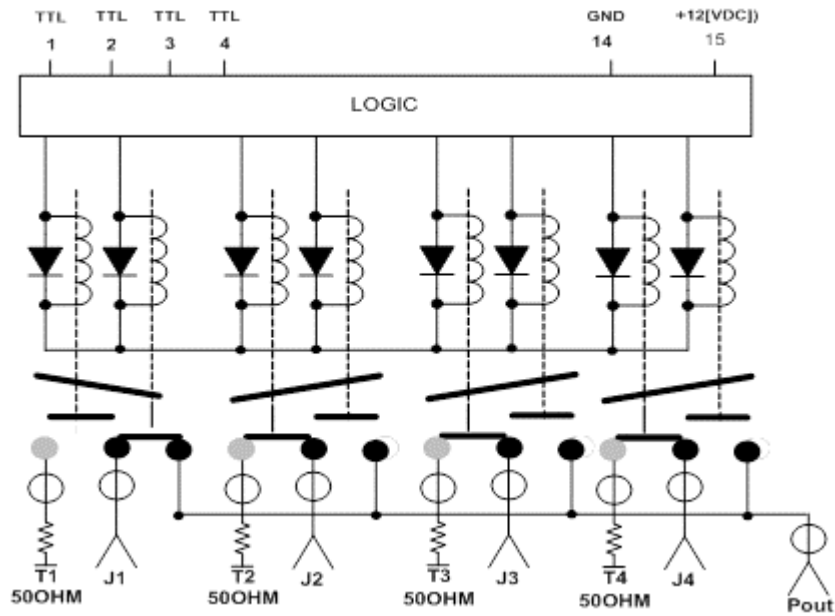 TTL TTL TTL TTL GND +12[VDC])
1 2 3 4 14 15
LOGIC
T1 J1 T2 J2 T3 J3 T4 J4
50OHM 50OHM 50OHM 50OHM Pout